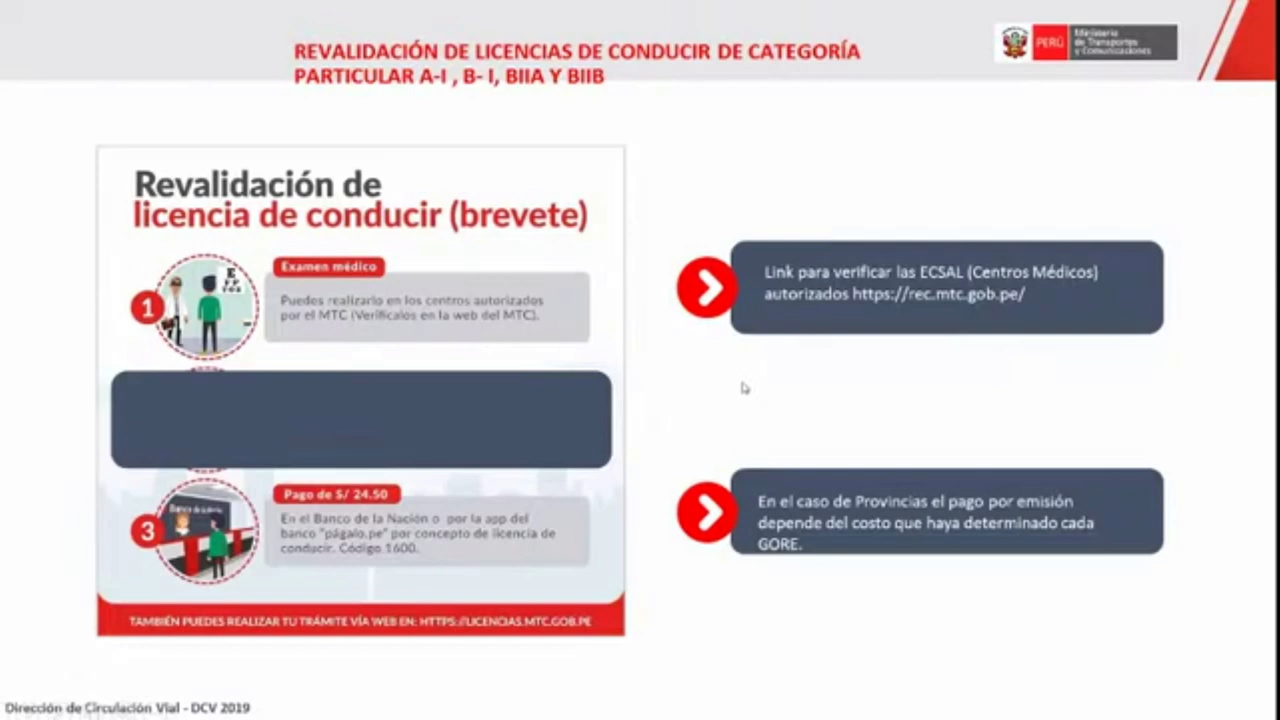 REVALIDACIÓN DE LICENCIAS DE CONDUCIR DE CATEGORÍA
PARTICULAR A-I , B- I, BIIA Y BIIB
PERÚ
Ministerio
de Transportes
y Comunicaciones
Revalidación de
licencia de conducir (brevete)
1
Examen médico
Puedes realizarlo en los centros autorizados
por el MTC (Verifícalos en la web del MTC).
3
Banco de la Nación
Pago de S/ 24.50
En el Banco de la Nación o por la app del
banco "págalo.pe" por concepto de licencia de
conducir. Código 1600.
TAMBIÉN PUEDES REALIZAR TU TRÁMITE VÍA WEB EN: HTTPS://LICENCIAS.MTC.GOB.PE
Link para verificar las ECSAL (Centros Médicos)
autorizados https://rec.mtc.gob.pe/
En el caso de Provincias el pago por emisión
depende del costo que haya determinado cada
GORE.
Dirección de Circulación Vial - DCV 2019